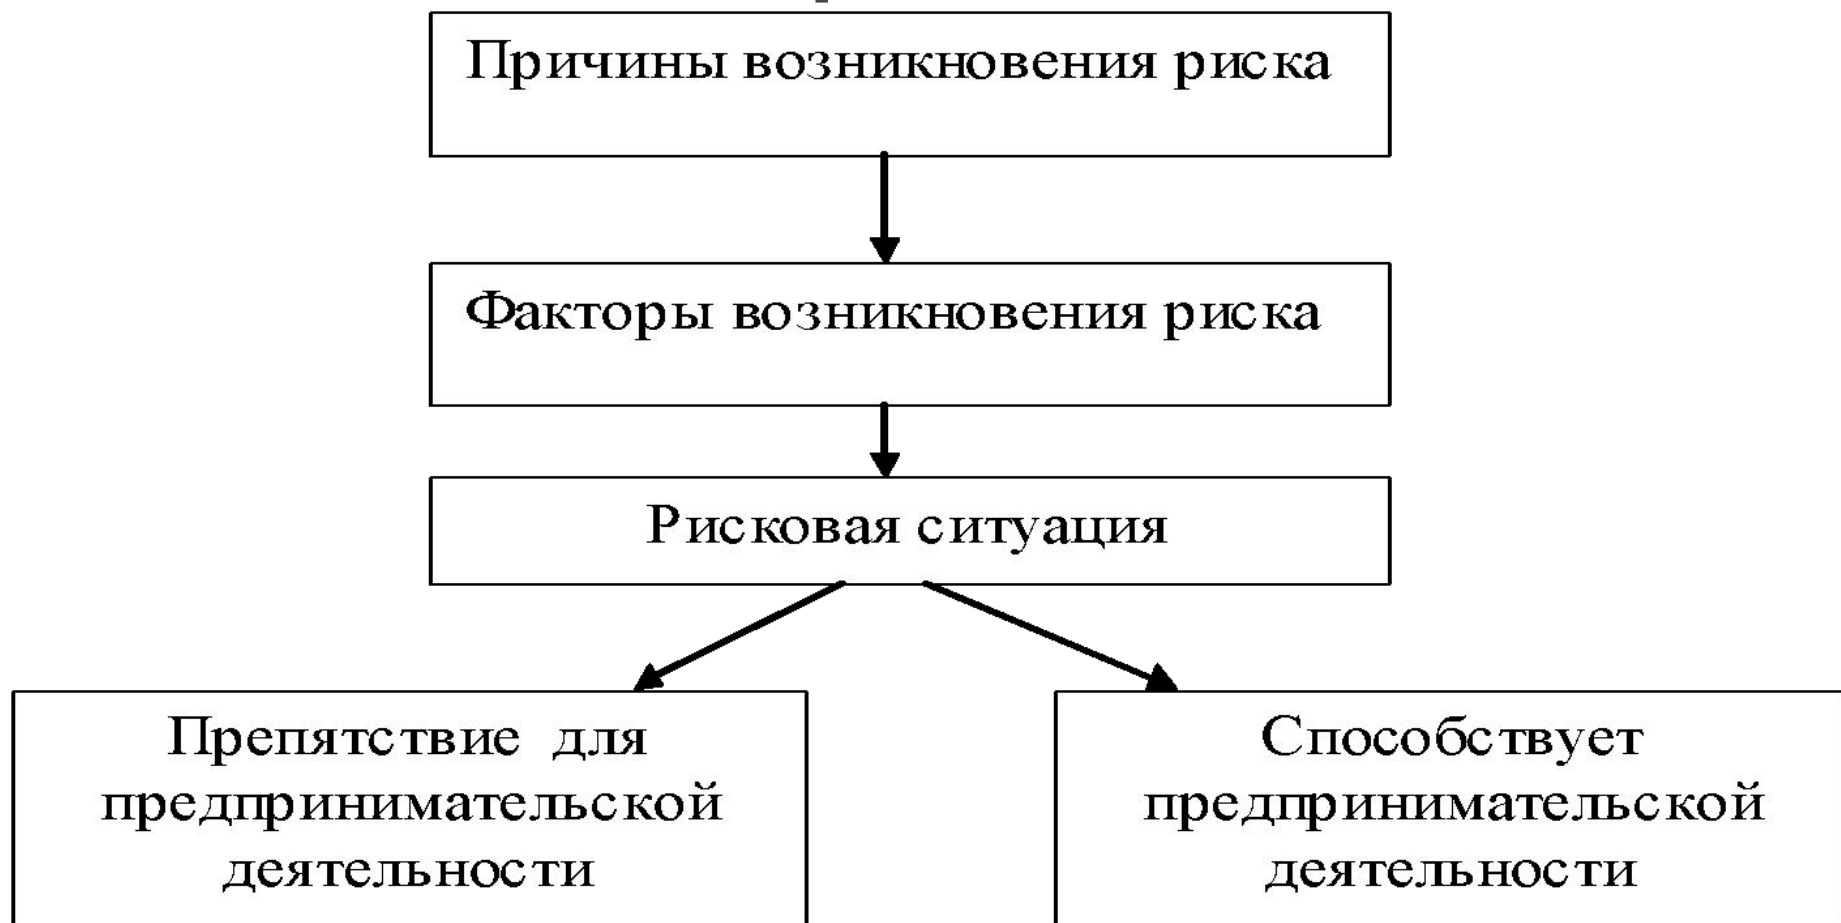 Причины возникновения риска
Факторы возникновения риска
Рисковая ситуация
Препятствие для
предпринимательской
деятельности
Способствует
предпринимательской
деятельности